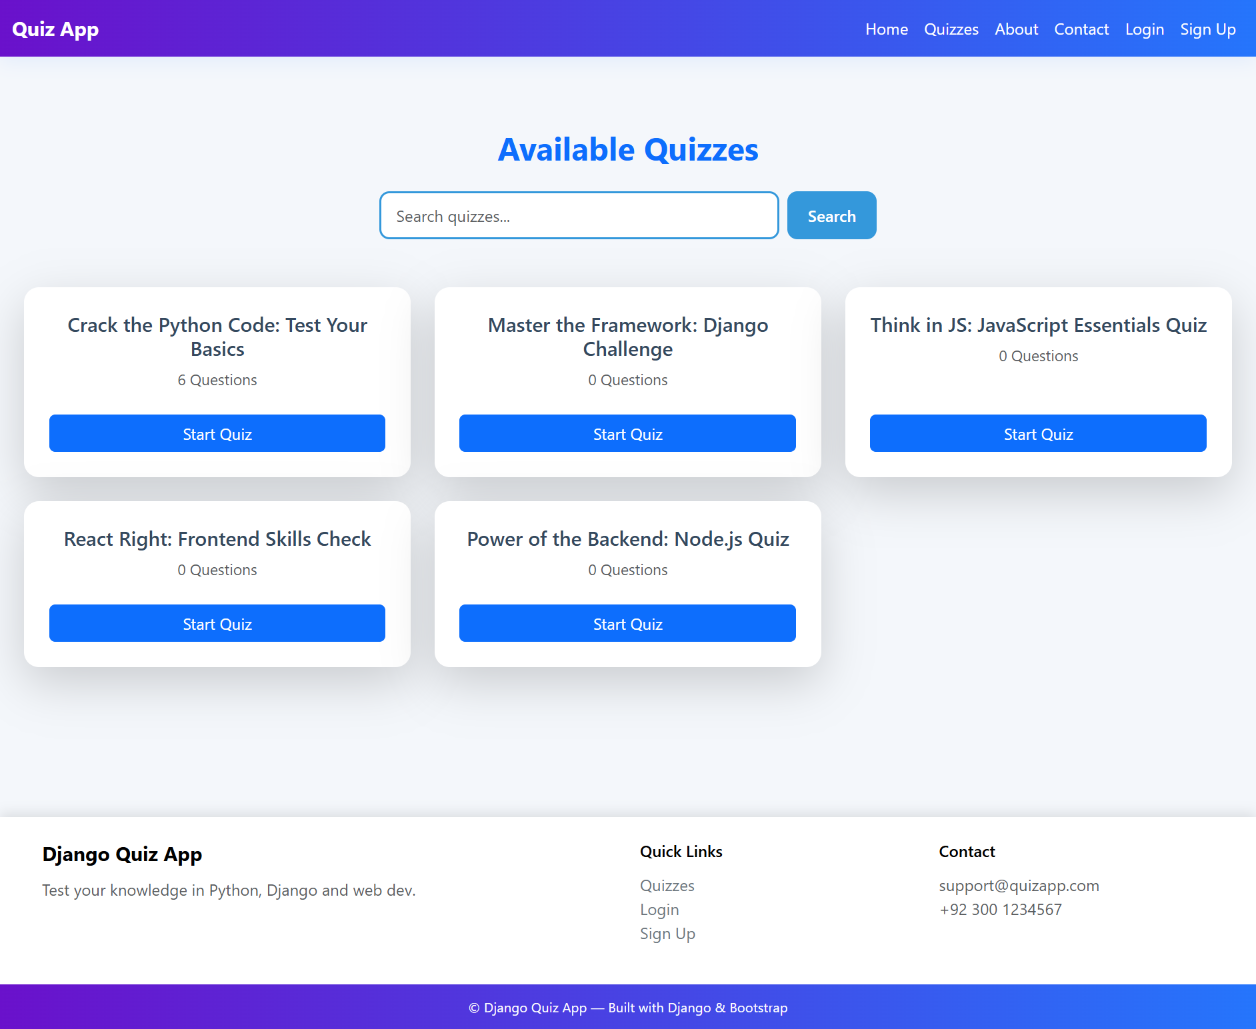 Quiz App
Home Quizzes About Contact Login Sign Up
Available Quizzes
Search quizzes...
Search
Crack the Python Code: Test Your
Basics
6 Questions
Start Quiz
Master the Framework: Django
Challenge
0 Questions
Start Quiz
Think in JS: JavaScript Essentials Quiz
0 Questions
Start Quiz
React Right: Frontend Skills Check
0 Questions
Start Quiz
Power of the Backend: Node.js Quiz
0 Questions
Start Quiz
Django Quiz App
Test your knowledge in Python, Django and web dev.
Quick Links
Quizzes
Login
Sign Up
Contact
support@quizapp.com
+92 300 1234567
© Django Quiz App — Built with Django & Bootstrap